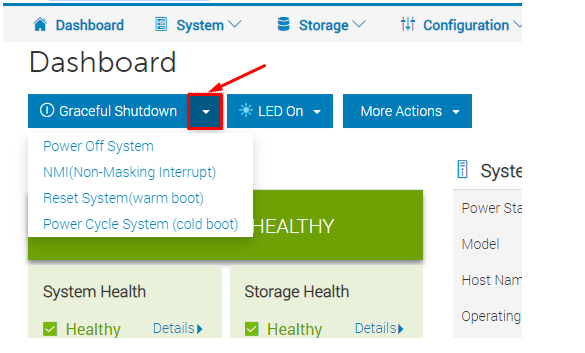 Dashboard System Storage Configuration
Dashboard
Graceful Shutdown LED On More Actions
Power Off System
NMI(Non-Masking Interrupt)
Reset System(warm boot)
Power Cycle System (cold boot)
HEALTHY
System Health
Healthy Details
Storage Health
Healthy Details
Syste
Power Sta
Model
Host Nam
Operating